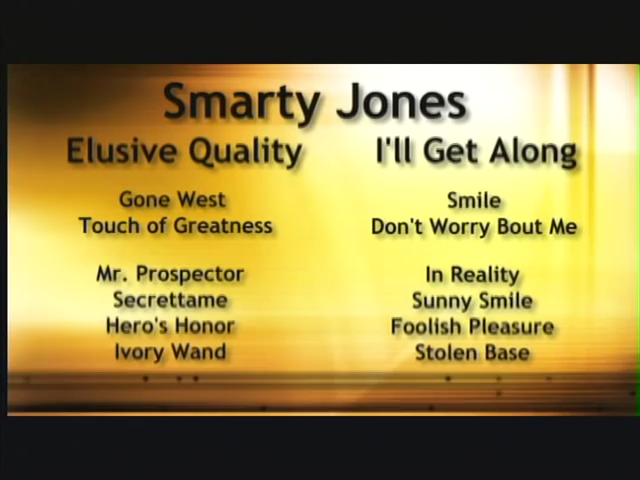 Smarty Jones
Elusive Quality
I'll Get Along
Gone West
Touch of Greatness
Smile
Don't Worry Bout Me
Mr. Prospector
Secrettame
Hero's Honor
Ivory Wand
In Reality
Sunny Smile
Foolish Pleasure
Stolen Base